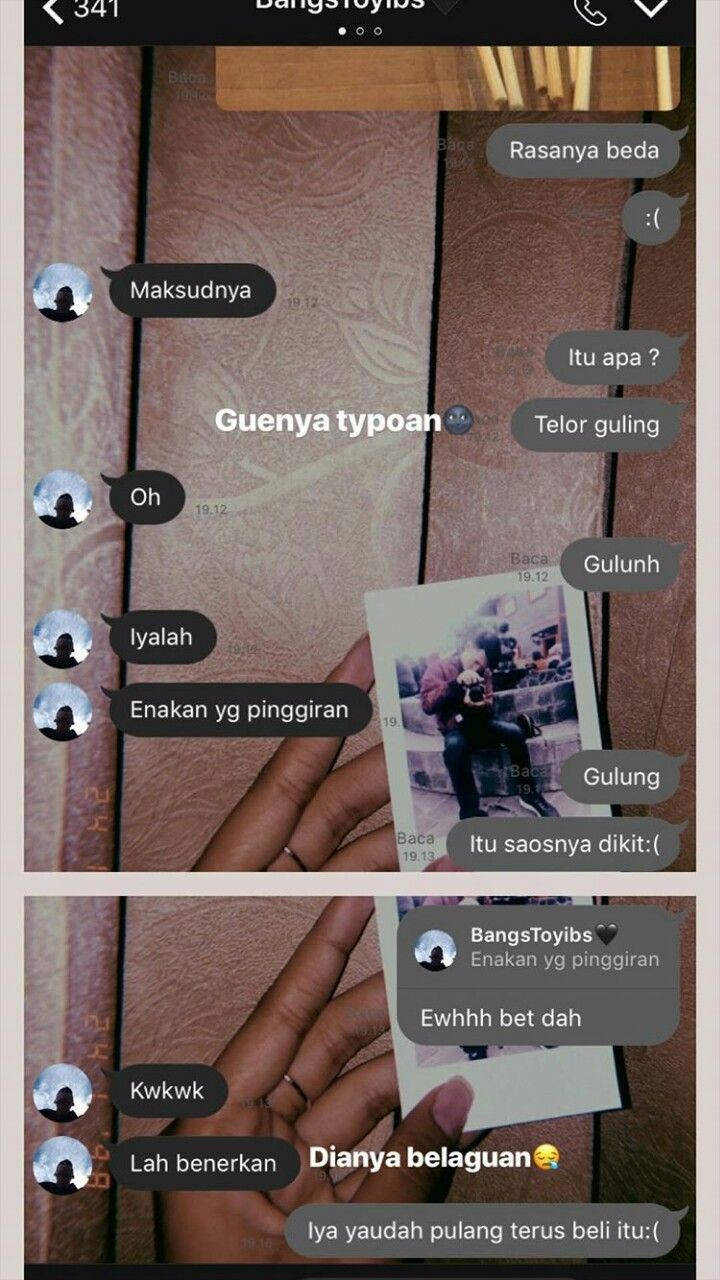 341
BangsToyibs🖤
Baca
19.12
Baca
19.12
Rasanya beda
:(
Maksudnya
19.12
Itu apa ?
Guenya typoan🌚
Telor guling
19.12
Oh
19.12
Baca
19.12
Gulunh
Iyalah
Enakan yg pinggiran
19.
Baca
Gulung
Baca
19.13
Itu saosnya dikit:(
BangsToyibs🖤
Enakan yg pinggiran
Ewhhh bet dah
Kwkwk
19.13
Lah benerkan
Dianya belaguan😪
Iya yaudah pulang terus beli itu:(